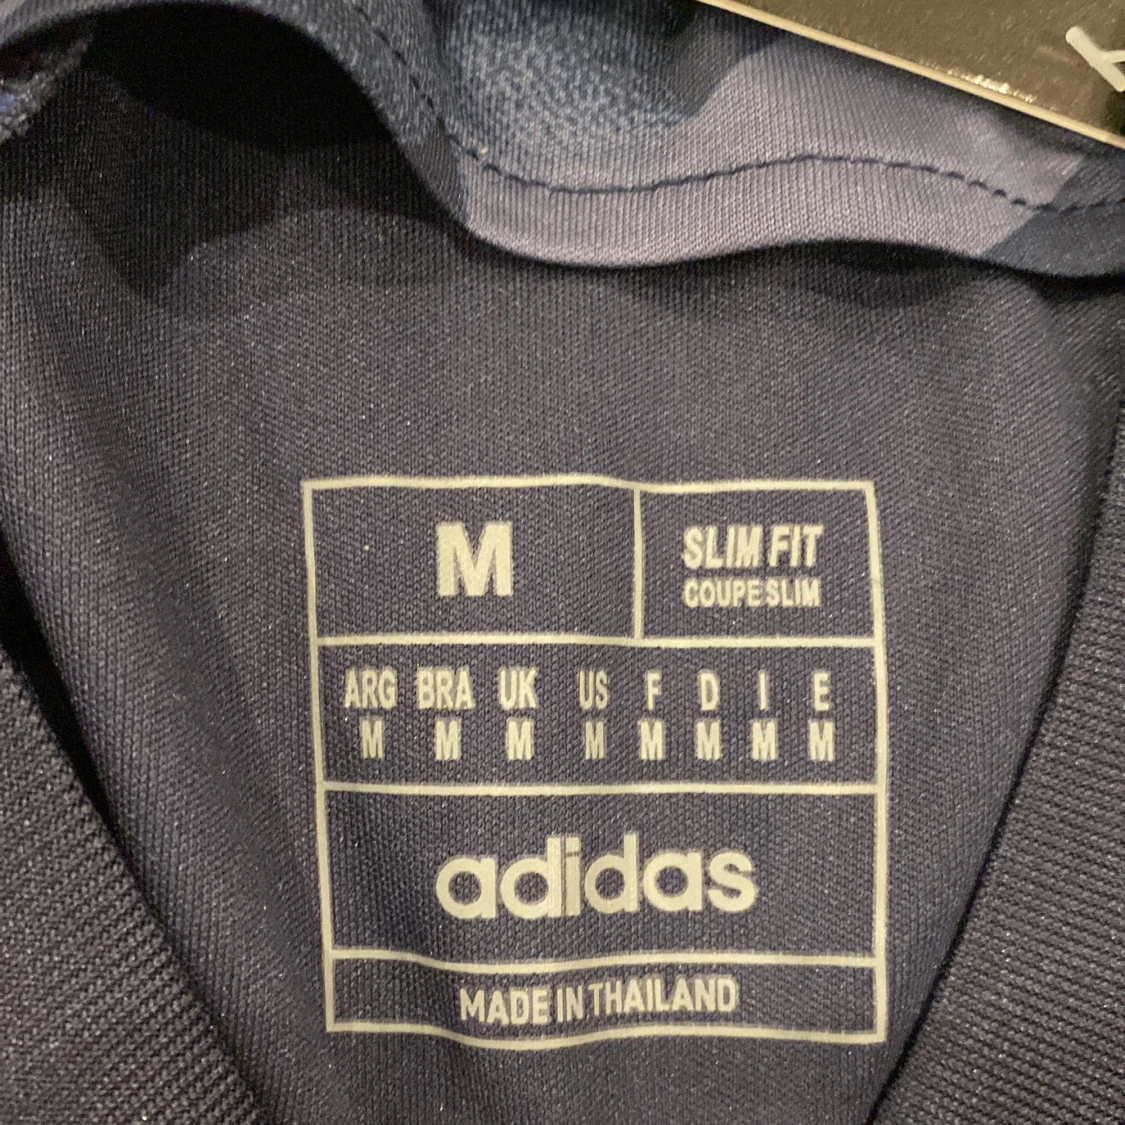 K
M
SLIM FIT
COUPE SLIM
ARG BRA UK US F D I E
M M M M M M M M
adidas
MADE IN THAILAND